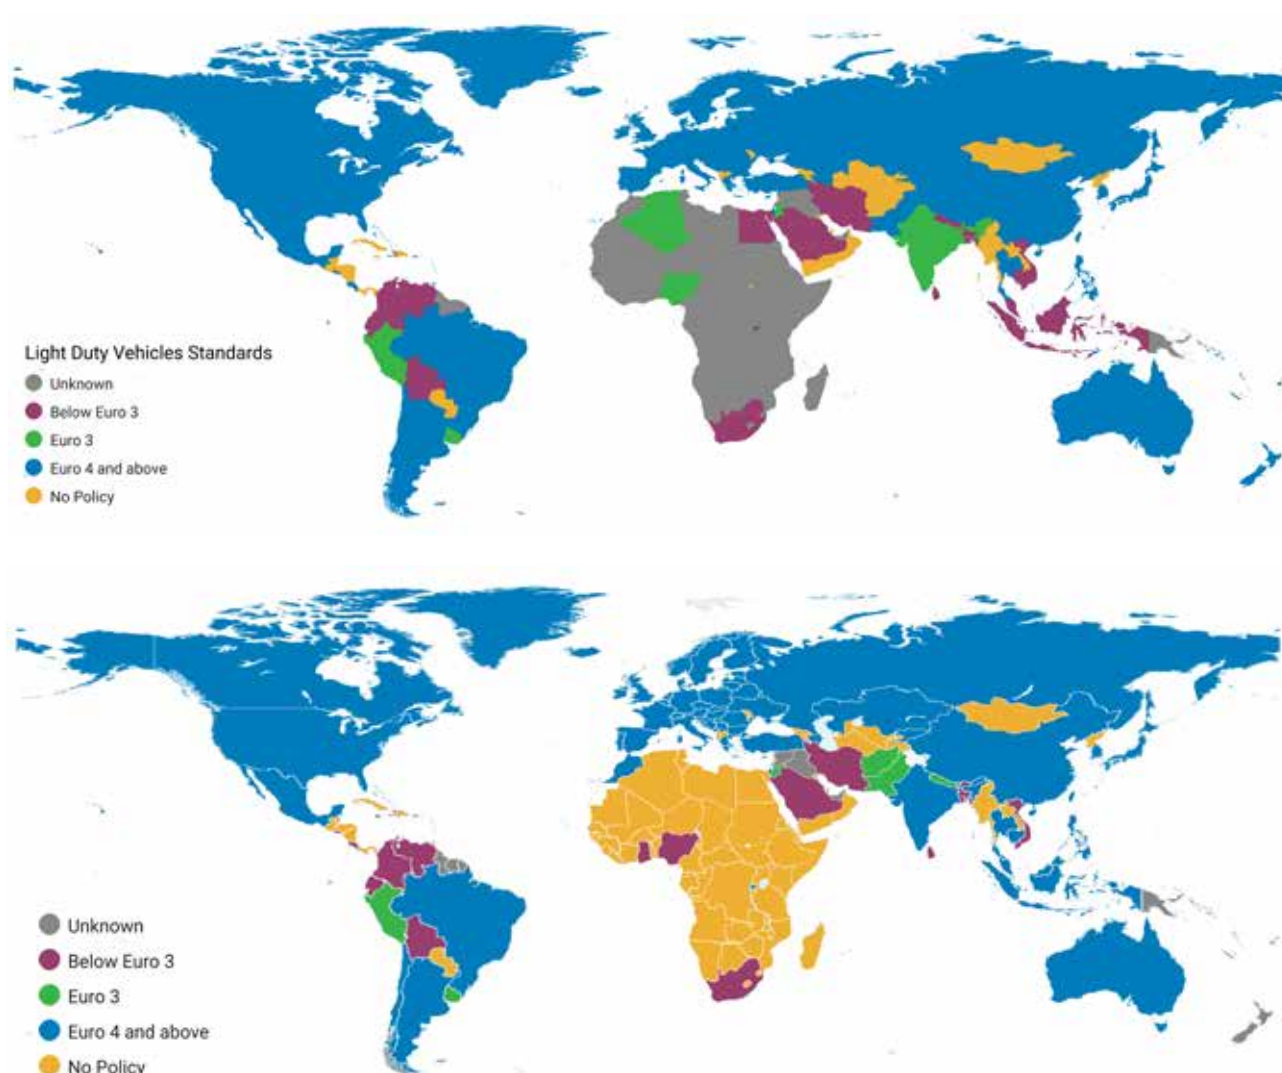 Light Duty Vehicles Standards
Unknown
Below Euro 3
Euro 3
Euro 4 and above
No Policy
Unknown
Below Euro 3
Euro 3
Euro 4 and above
No Policy